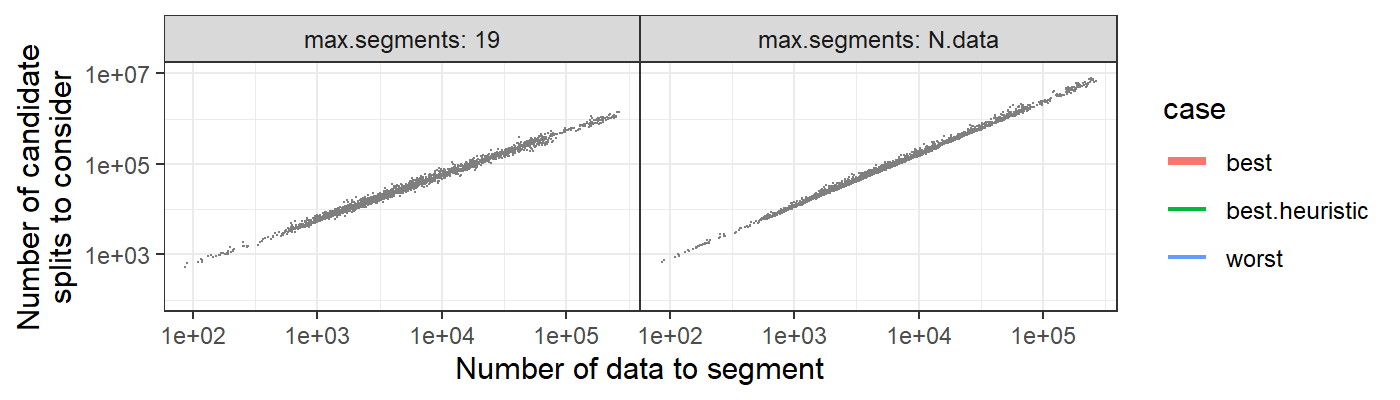 max.segments: 19
max.segments: N.data
Number of candidate
splits to consider
1e+07
1e+05
1e+03
1e+02
1e+03
1e+04
1e+05
1e+02
1e+03
1e+04
1e+05
Number of data to segment
case
best
best.heuristic
worst